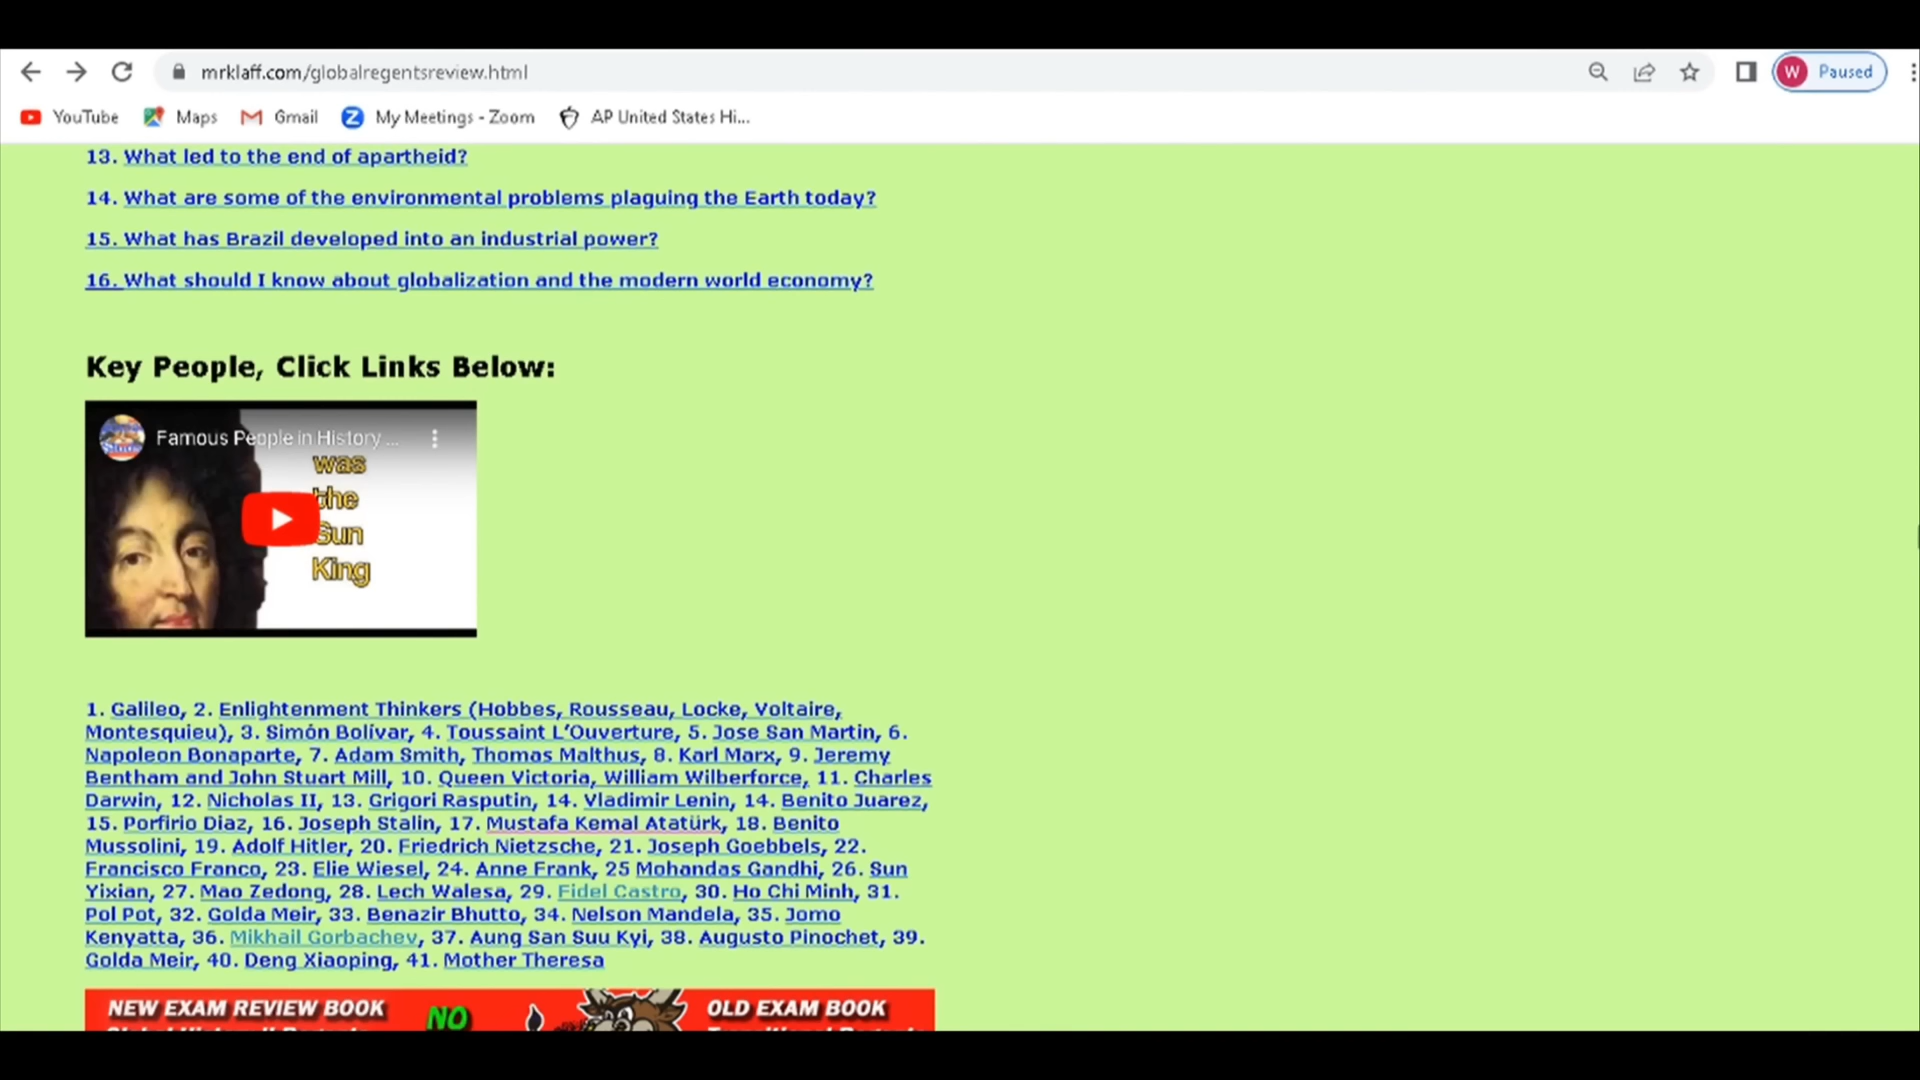 mrklaff.com/globalregentsreview.html
W Paused
YouTube Maps Gmail My Meetings - Zoom AP United States Hi...
13. What led to the end of apartheid?
14. What are some of the environmental problems plaguing the Earth today?
15. What has Brazil developed into an industrial power?
16. What should I know about globalization and the modern world economy?
Key People, Click Links Below:
Famous People in History ...
was
the
Sun
King
1. Galileo, 2. Enlightenment Thinkers (Hobbes, Rousseau, Locke, Voltaire,
Montesquieu), 3. Simón Bolívar, 4. Toussaint L’Ouverture, 5. Jose San Martin, 6.
Napoleon Bonaparte, 7. Adam Smith, Thomas Malthus, 8. Karl Marx, 9. Jeremy
Bentham and John Stuart Mill, 10. Queen Victoria, William Wilberforce, 11. Charles
Darwin, 12. Nicholas II, 13. Grigori Rasputin, 14. Vladimir Lenin, 14. Benito Juarez,
15. Porfirio Diaz, 16. Joseph Stalin, 17. Mustafa Kemal Atatürk, 18. Benito
Mussolini, 19. Adolf Hitler, 20. Friedrich Nietzsche, 21. Joseph Goebbels, 22.
Francisco Franco, 23. Elie Wiesel, 24. Anne Frank, 25 Mohandas Gandhi, 26. Sun
Yixian, 27. Mao Zedong, 28. Lech Walesa, 29. Fidel Castro, 30. Ho Chi Minh, 31.
Pol Pot, 32. Golda Meir, 33. Benazir Bhutto, 34. Nelson Mandela, 35. Jomo
Kenyatta, 36. Mikhail Gorbachev, 37. Aung San Suu Kyi, 38. Augusto Pinochet, 39.
Golda Meir, 40. Deng Xiaoping, 41. Mother Theresa
NEW EXAM REVIEW BOOK NO OLD EXAM BOOK